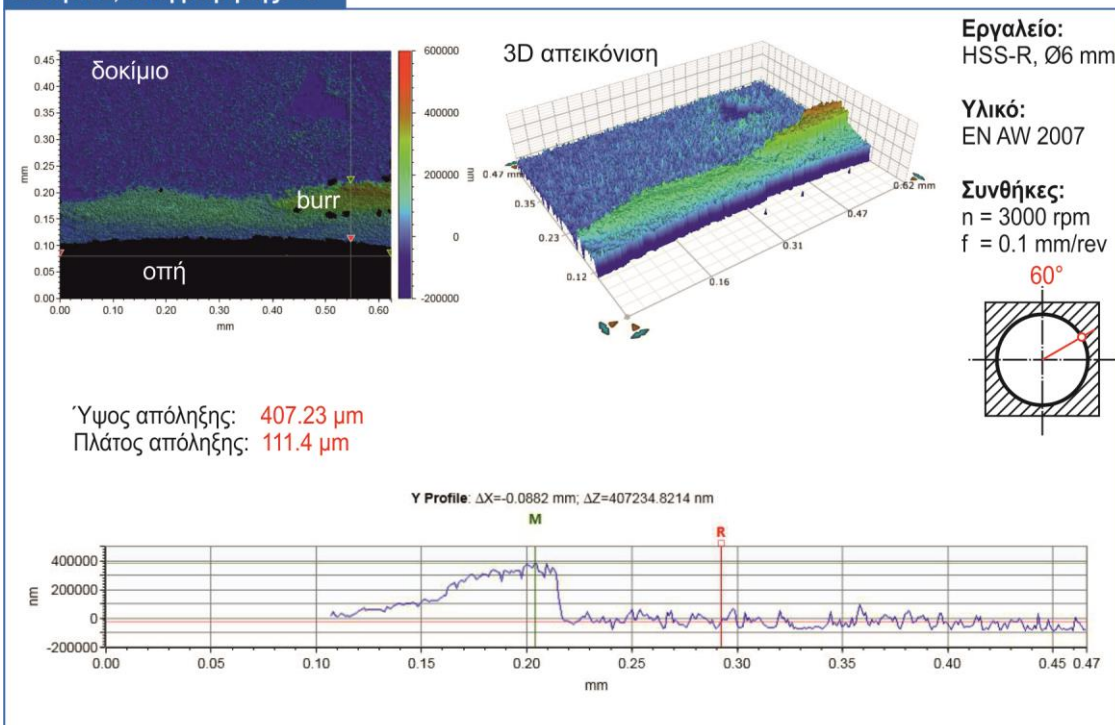 δοκίμιο
burr
οπή
0.45
0.40
0.35
0.30
0.25
0.20
0.15
0.10
0.05
0.00
mm
0.00 0.10 0.20 0.30 0.40 0.50 0.60
mm
600000
400000
200000
0
-200000
nm
3D απεικόνιση
0.47 mm
0.35
0.23
0.12
0.16
0.31
0.47
0.62 mm
Εργαλείο:
HSS-R, Ø6 mm
Υλικό:
EN AW 2007
Συνθήκες:
n = 3000 rpm
f = 0.1 mm/rev
60°
Ύψος απόληξης: 407.23 μm
Πλάτος απόληξης: 111.4 μm
Y Profile: ΔX=-0.0882 mm; ΔZ=407234.8214 nm
M
R
400000
200000
0
-200000
nm
0.00 0.05 0.10 0.15 0.20 0.25 0.30 0.35 0.40 0.45 0.47
mm